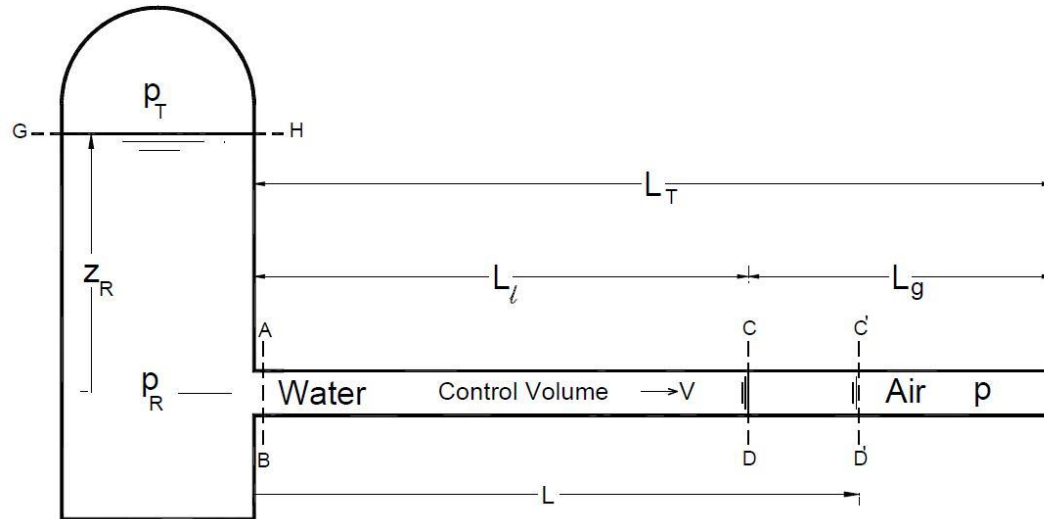 p_T
G H
L_T
z_R
L_ℓ L_g
A C C'
p_R Water Control Volume V Air p
B D D'
L